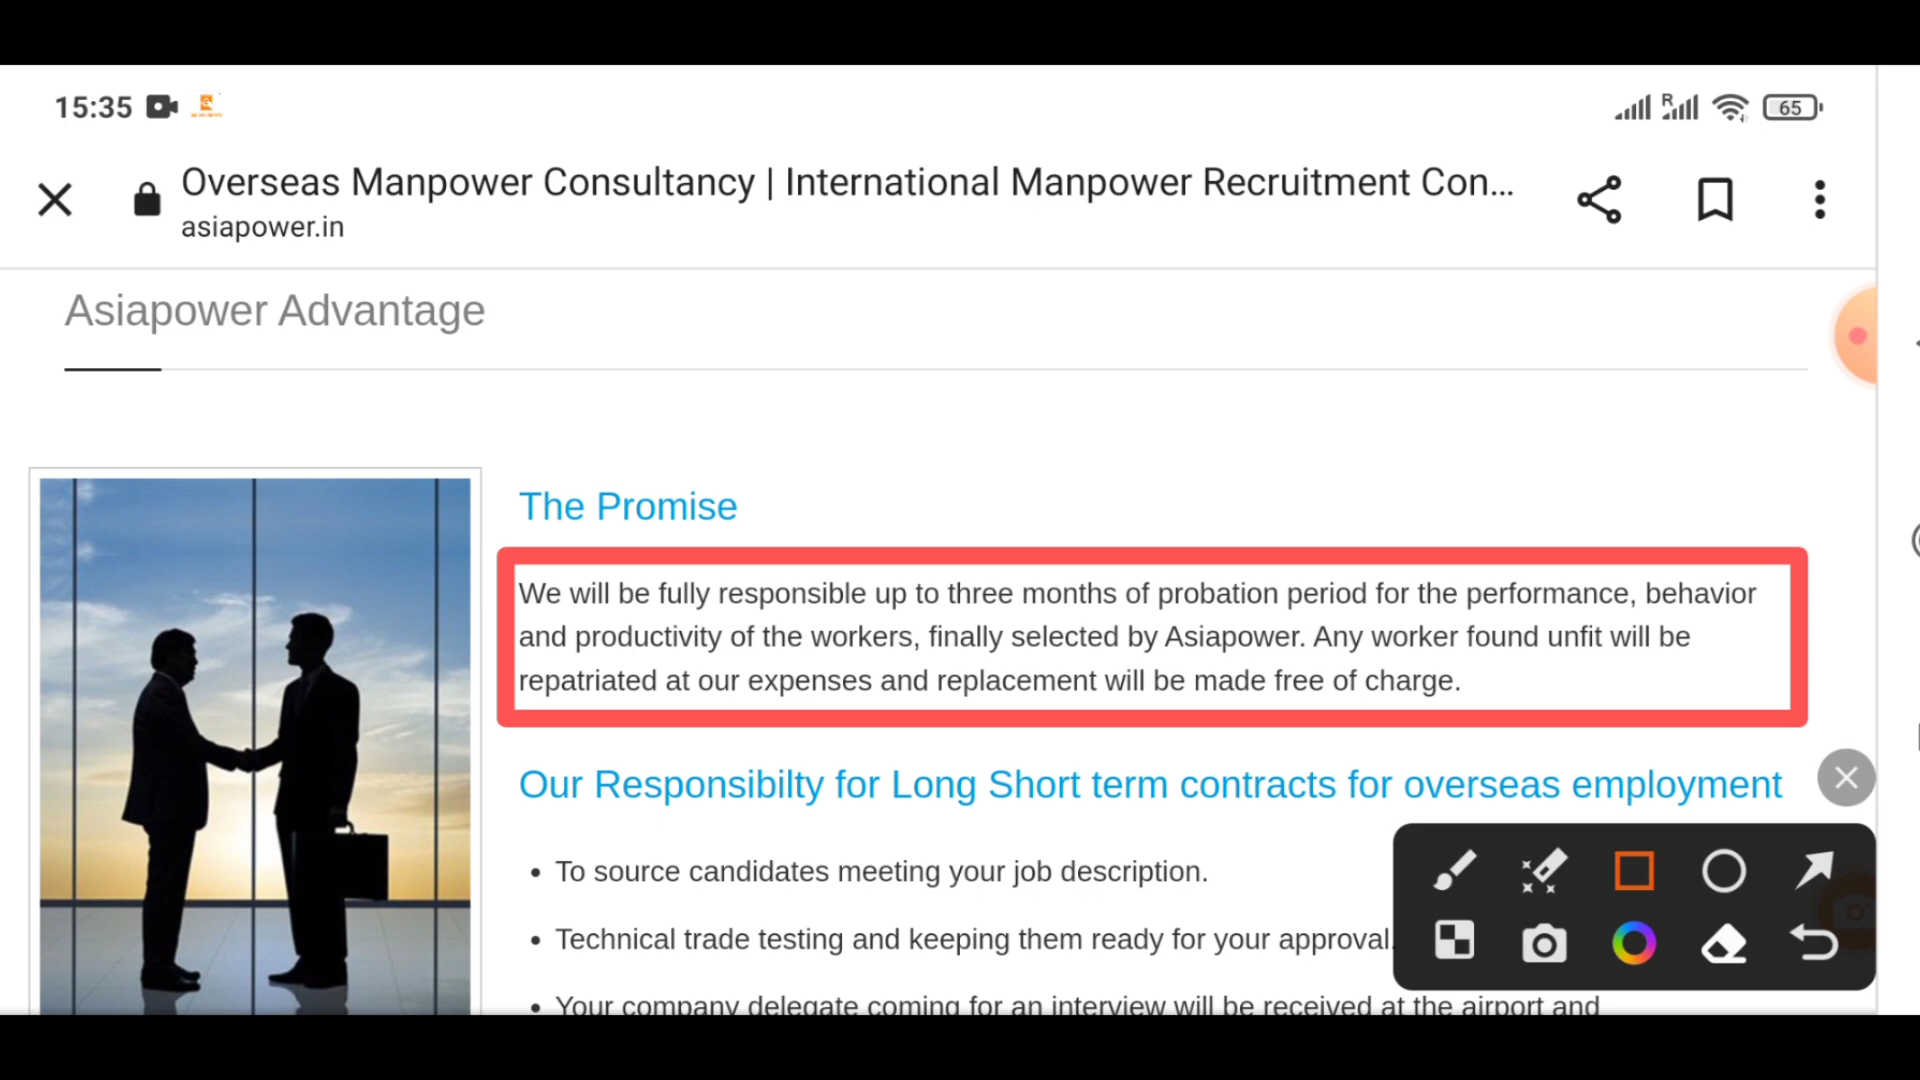 15:35
R
65
Overseas Manpower Consultancy | International Manpower Recruitment Con...
asiapower.in
Asiapower Advantage
The Promise
We will be fully responsible up to three months of probation period for the performance, behavior
and productivity of the workers, finally selected by Asiapower. Any worker found unfit will be
repatriated at our expenses and replacement will be made free of charge.
Our Responsibilty for Long Short term contracts for overseas employment
• To source candidates meeting your job description.
• Technical trade testing and keeping them ready for your approval.
• Your company delegate coming for an interview will be received at the airport and